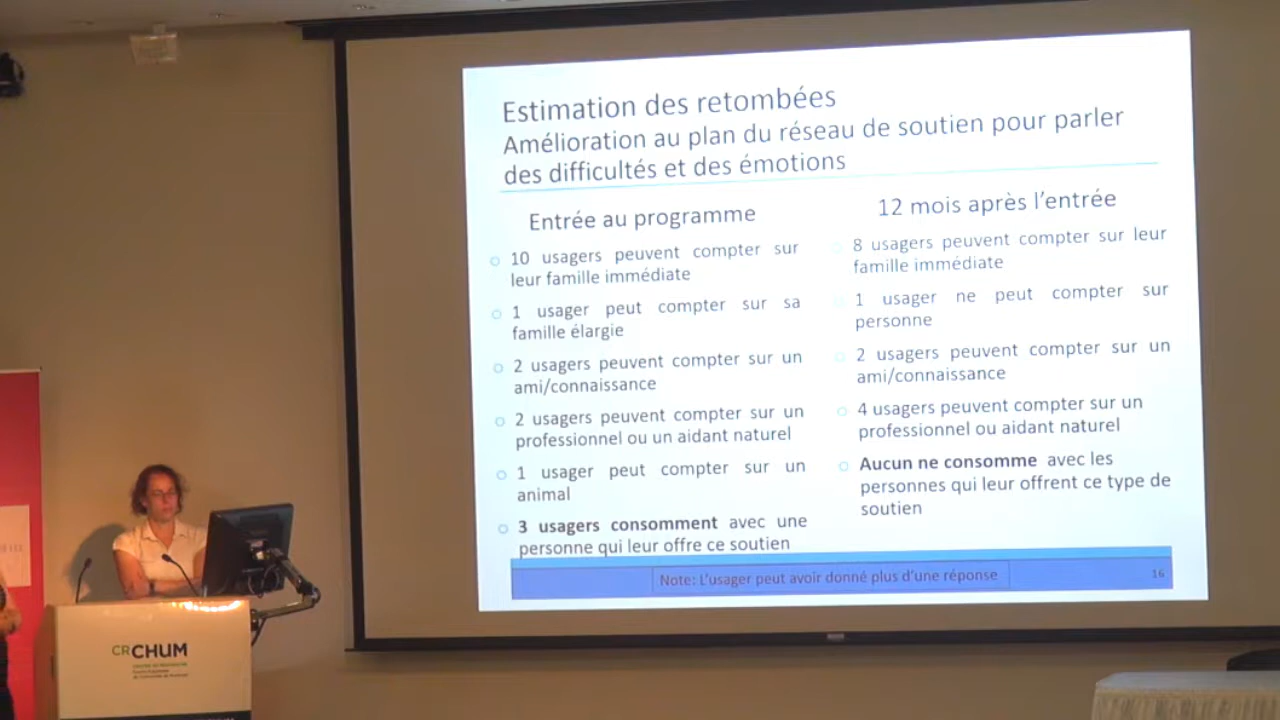 Estimation des retombées
Amélioration au plan du réseau de soutien pour parler
des difficultés et des émotions
Entrée au programme
10 usagers peuvent compter sur
leur famille immédiate
1 usager peut compter sur sa
famille élargie
2 usagers peuvent compter sur un
ami/connaissance
2 usagers peuvent compter sur un
professionnel ou un aidant naturel
1 usager peut compter sur un
animal
3 usagers consomment avec une
personne qui leur offre ce soutien
12 mois après l'entrée
8 usagers peuvent compter sur leur
famille immédiate
1 usager ne peut compter sur
personne
2 usagers peuvent compter sur un
ami/connaissance
4 usagers peuvent compter sur un
professionnel ou aidant naturel
Aucun ne consomme avec les
personnes qui leur offrent ce type de
soutien
Note: L'usager peut avoir donné plus d'une réponse
16
CRCHUM